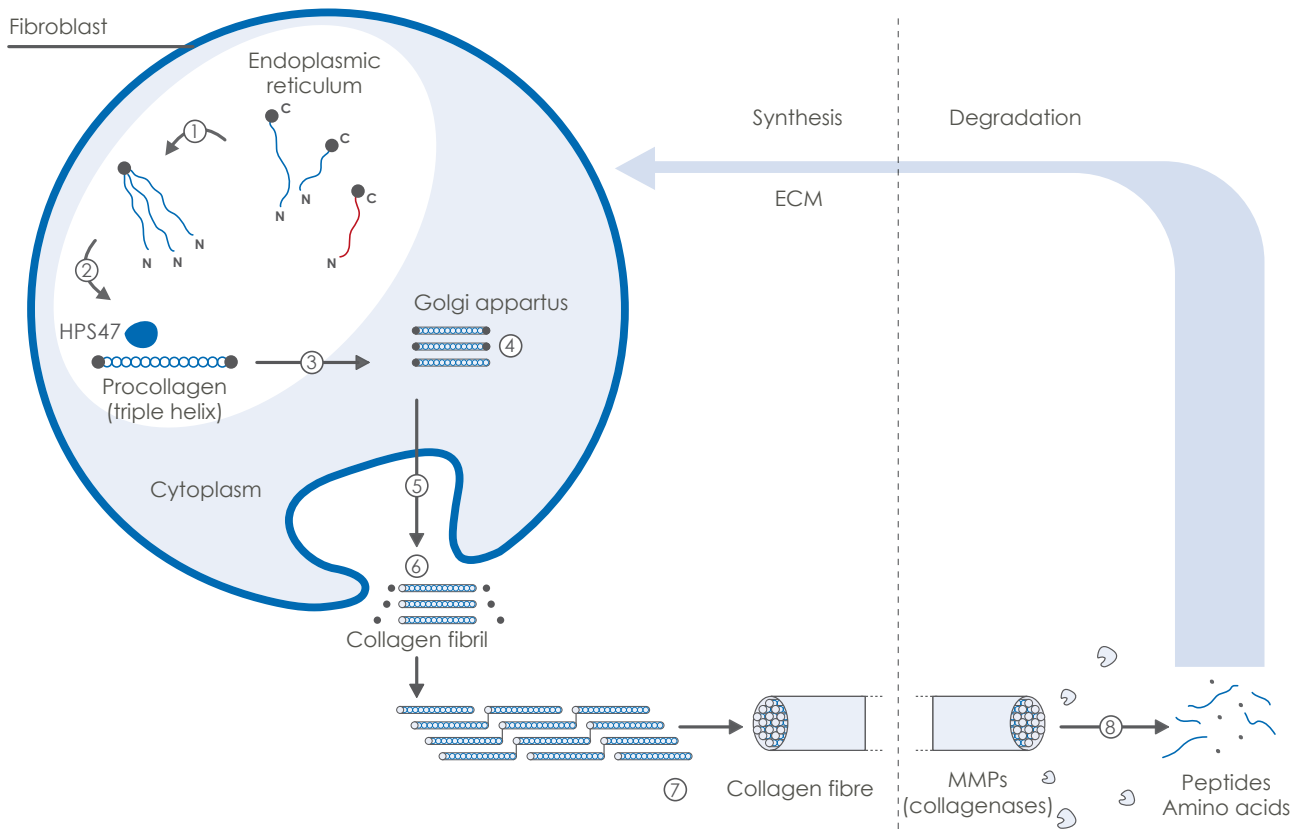 Fibroblast
Endoplasmic
reticulum
C
C
C
N
N
N
N
N
N
1
2
HPS47
Procollagen
(triple helix)
3
Golgi appartus
4
Cytoplasm
5
6
Collagen fibril
7
Collagen fibre
Synthesis
Degradation
ECM
MMPs
(collagenases)
8
Peptides
Amino acids